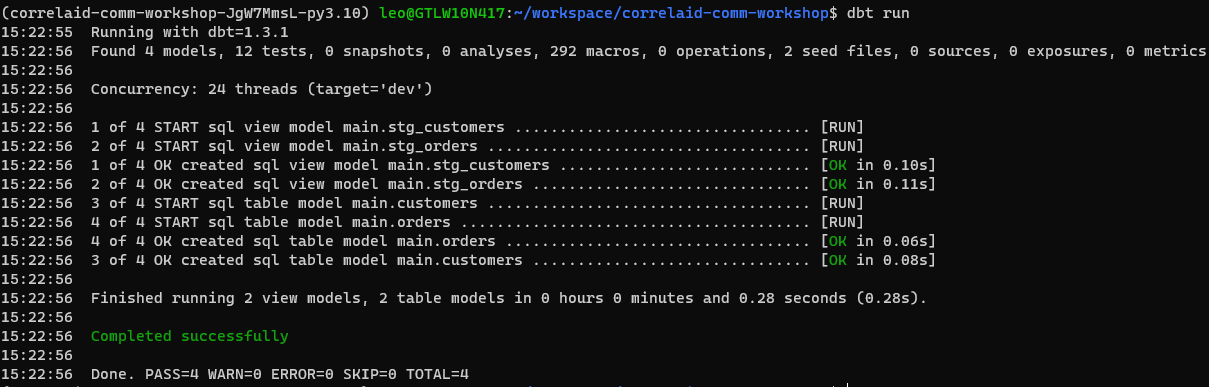 (correlaid-comm-workshop-JgW7MmsL-py3.10) leo@GTLW10N417:~/workspace/correlaid-comm-workshop$ dbt run
15:22:55  Running with dbt=1.3.1
15:22:56  Found 4 models, 12 tests, 0 snapshots, 0 analyses, 292 macros, 0 operations, 2 seed files, 0 sources, 0 exposures, 0 metrics
15:22:56
15:22:56  Concurrency: 24 threads (target='dev')
15:22:56
15:22:56  1 of 4 START sql view model main.stg_customers ................................. [RUN]
15:22:56  2 of 4 START sql view model main.stg_orders .................................... [RUN]
15:22:56  1 of 4 OK created sql view model main.stg_customers ............................ [OK in 0.10s]
15:22:56  2 of 4 OK created sql view model main.stg_orders ............................... [OK in 0.11s]
15:22:56  3 of 4 START sql table model main.customers .................................... [RUN]
15:22:56  4 of 4 START sql table model main.orders ....................................... [RUN]
15:22:56  4 of 4 OK created sql table model main.orders .................................. [OK in 0.06s]
15:22:56  3 of 4 OK created sql table model main.customers ............................... [OK in 0.08s]
15:22:56
15:22:56  Finished running 2 view models, 2 table models in 0 hours 0 minutes and 0.28 seconds (0.28s).
15:22:56
15:22:56  Completed successfully
15:22:56
15:22:56  Done. PASS=4 WARN=0 ERROR=0 SKIP=0 TOTAL=4